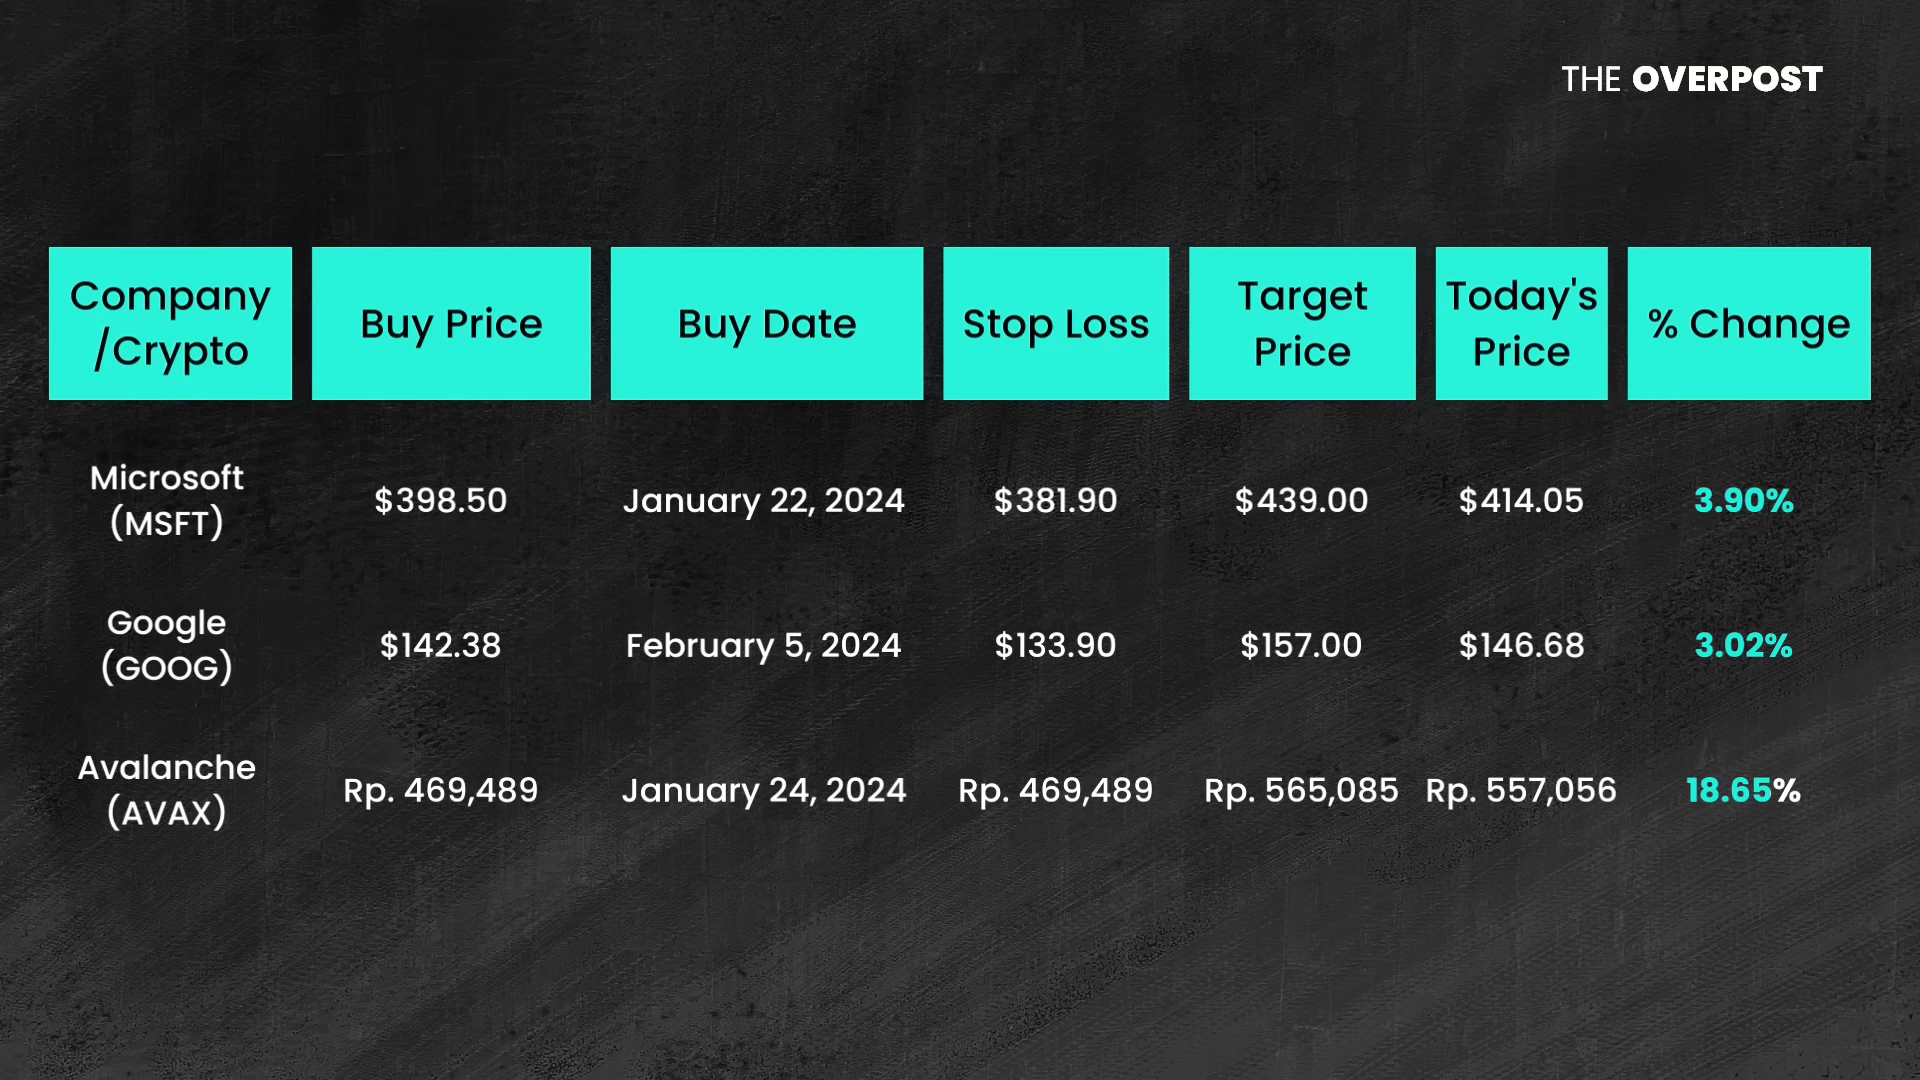 THE OVERPOST
Company
/Crypto
Buy Price
Buy Date
Stop Loss
Target
Price
Today's
Price
% Change
Microsoft
(MSFT)
$398.50
January 22, 2024
$381.90
$439.00
$414.05
3.90%
Google
(GOOG)
$142.38
February 5, 2024
$133.90
$157.00
$146.68
3.02%
Avalanche
(AVAX)
Rp. 469,489
January 24, 2024
Rp. 469,489
Rp. 565,085
Rp. 557,056
18.65%